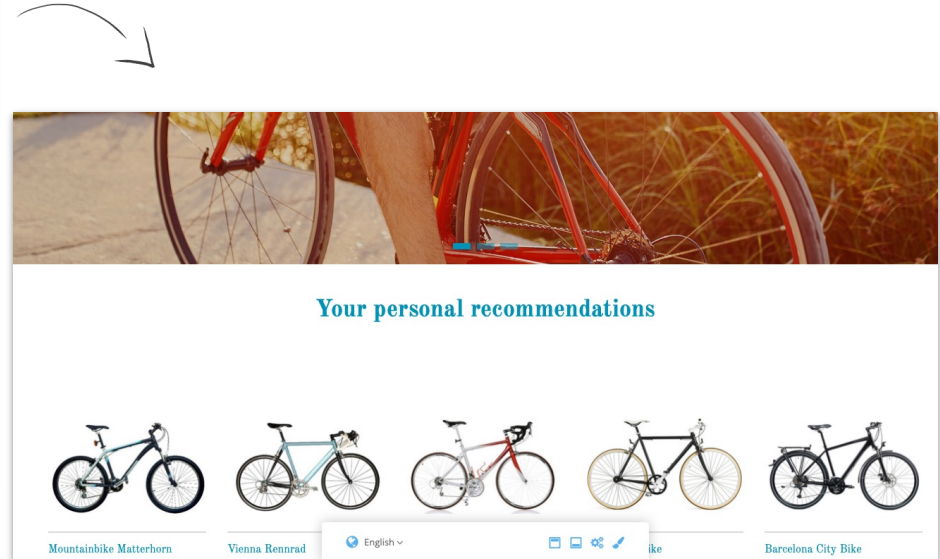 Your personal recommendations
Mountainbike Matterhorn
Vienna Rennrad
Barcelona City Bike
English